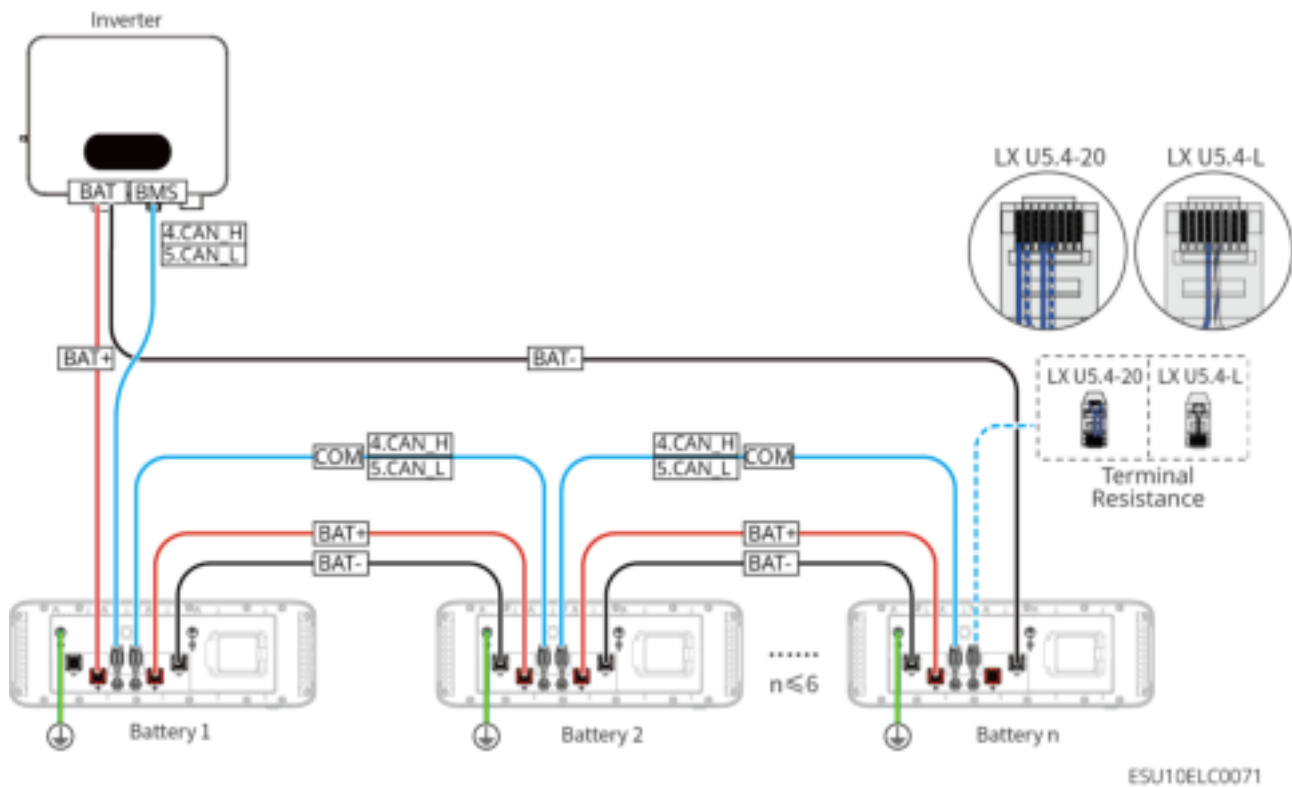 Inverter
BAT
BMS
4.CAN_H
5.CAN_L
LX U5.4-20
LX U5.4-L
BAT+
BAT-
LX U5.4-20
LX U5.4-L
Terminal
Resistance
COM
4.CAN_H
5.CAN_L
4.CAN_H
5.CAN_L
COM
BAT+
BAT-
BAT+
BAT-
......
n≤6
Battery 1
Battery 2
Battery n
ESU10ELC0071